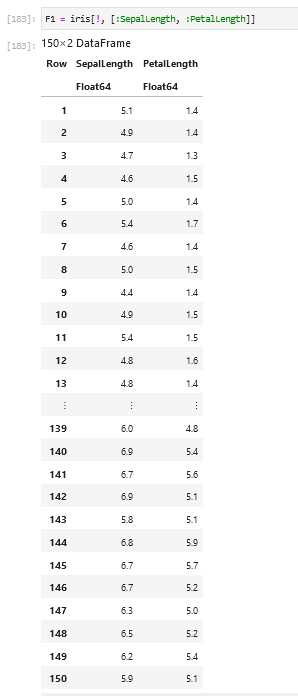 [183]: F1 = iris[!, [:SepalLength, :PetalLength]]
[183]: 150×2 DataFrame
Row SepalLength PetalLength
Float64 Float64
1 5.1 1.4
2 4.9 1.4
3 4.7 1.3
4 4.6 1.5
5 5.0 1.4
6 5.4 1.7
7 4.6 1.4
8 5.0 1.5
9 4.4 1.4
10 4.9 1.5
11 5.4 1.5
12 4.8 1.6
13 4.8 1.4
⋮ ⋮ ⋮
139 6.0 4.8
140 6.9 5.4
141 6.7 5.6
142 6.9 5.1
143 5.8 5.1
144 6.8 5.9
145 6.7 5.7
146 6.7 5.2
147 6.3 5.0
148 6.5 5.2
149 6.2 5.4
150 5.9 5.1